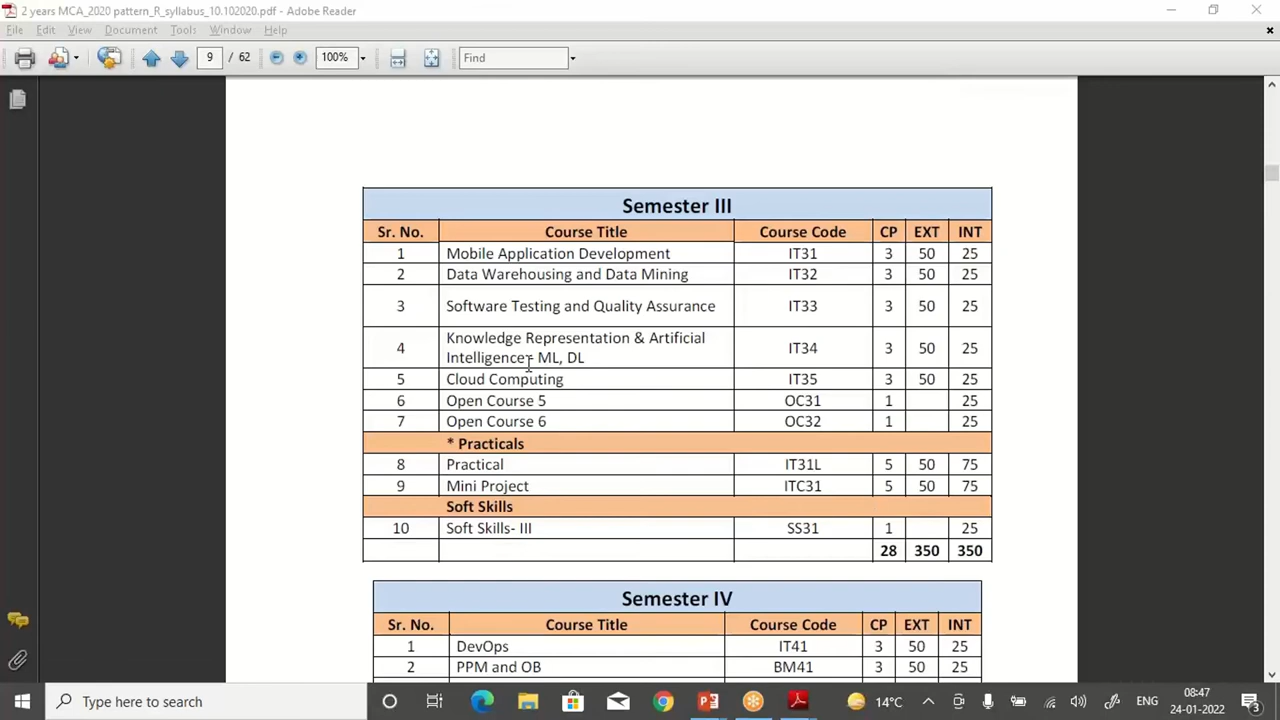 2 years MCA_2020 pattern_R_syllabus_10.102020.pdf - Adobe Reader
File Edit View Document Tools Window Help
9 / 62 100% Find
Semester III
Sr. No. Course Title Course Code CP EXT INT
1 Mobile Application Development IT31 3 50 25
2 Data Warehousing and Data Mining IT32 3 50 25
3 Software Testing and Quality Assurance IT33 3 50 25
Knowledge Representation & Artificial
4 Intelligence- ML, DL IT34 3 50 25
5 Cloud Computing IT35 3 50 25
6 Open Course 5 OC31 1 25
7 Open Course 6 OC32 1 25
* Practicals
8 Practical IT31L 5 50 75
9 Mini Project ITC31 5 50 75
Soft Skills
10 Soft Skills- III SS31 1 25
28 350 350
Semester IV
Sr. No. Course Title Course Code CP EXT INT
1 DevOps IT41 3 50 25
2 PPM and OB BM41 3 50 25
Type here to search 14°C ENG 08:47
24-01-2022 3